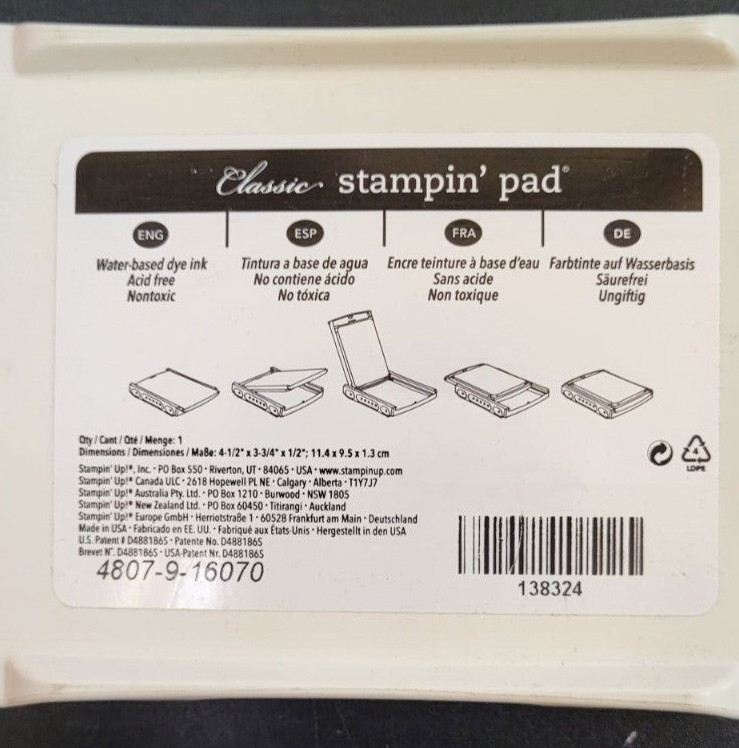 Classic stampin' pad®
ENG ESP FRA DE
Water-based dye ink
Acid free
Nontoxic
Tintura a base de agua
No contiene ácido
No tóxica
Encre teinture à base d'eau
Sans acide
Non toxique
Farbtinte auf Wasserbasis
Säurefrei
Ungiftig
Qty / Cant / Qté / Menge: 1
Dimensions / Dimensiones / Maße: 4-1/2" x 3-3/4" x 1/2"; 11.4 x 9.5 x 1.3 cm
Stampin' Up!®, Inc. · PO Box 550 · Riverton, UT · 84065 · USA · www.stampinup.com
Stampin' Up!® Canada ULC · 2618 Hopewell PL NE · Calgary · Alberta · T1Y7J7
Stampin' Up!® Australia Pty. Ltd. · PO Box 1210 · Burwood · NSW 1805
Stampin' Up!® New Zealand Ltd. · PO Box 60450 · Titirangi · Auckland
Stampin' Up!® Europe GmbH · Herriotstraße 1 · 60528 Frankfurt am Main · Deutschland
Made in USA · Fabricado en EE. UU. · Fabriqué aux États-Unis · Hergestellt in den USA
U.S. Patent # D488186S · Patente No. D488186S
Brevet N°. D488186S · USA-Patent Nr. D488186S
4807-9-16070
4
LDPE
138324